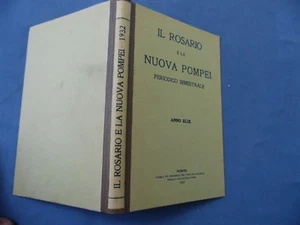 IL ROSARIO E LA NUOVA POMPEI 1932
IL ROSARIO
E LA
NUOVA POMPEI
PERIODICO BIMESTRALE
ANNO XLIX